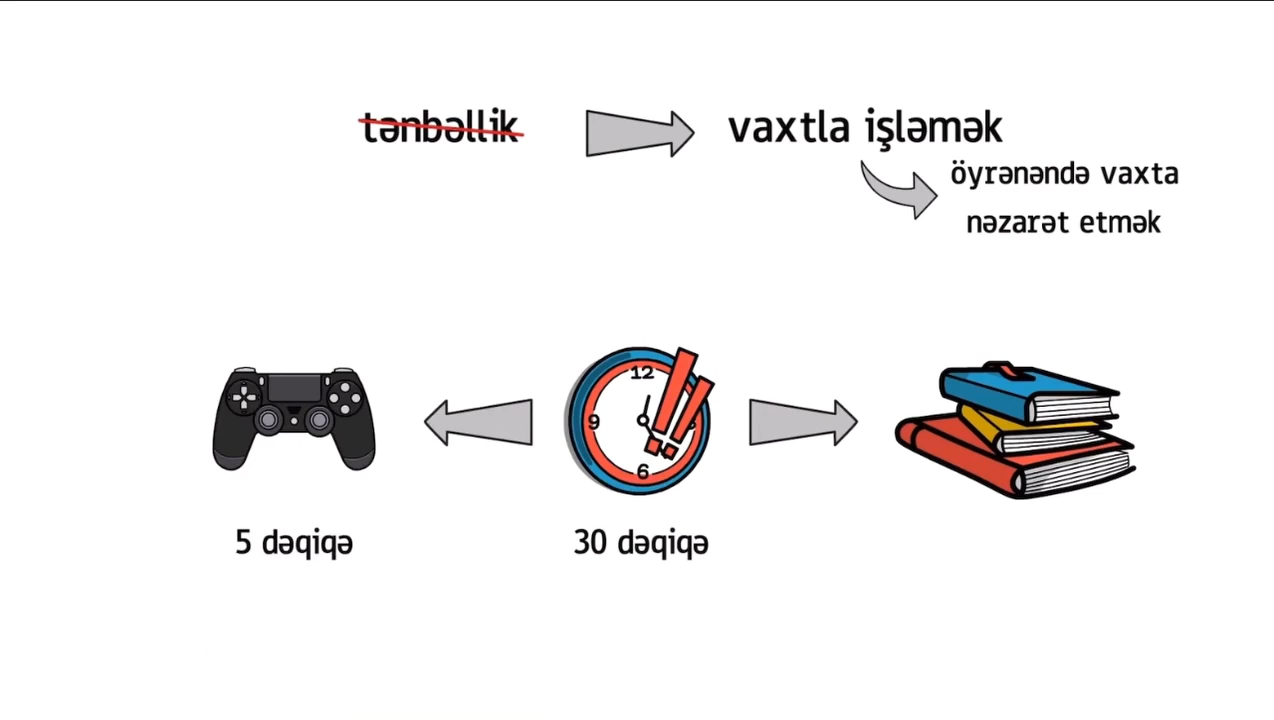 tənbəllik
vaxtla işləmək
öyrənəndə vaxta
nəzarət etmək
12
9
6
5 dəqiqə
30 dəqiqə